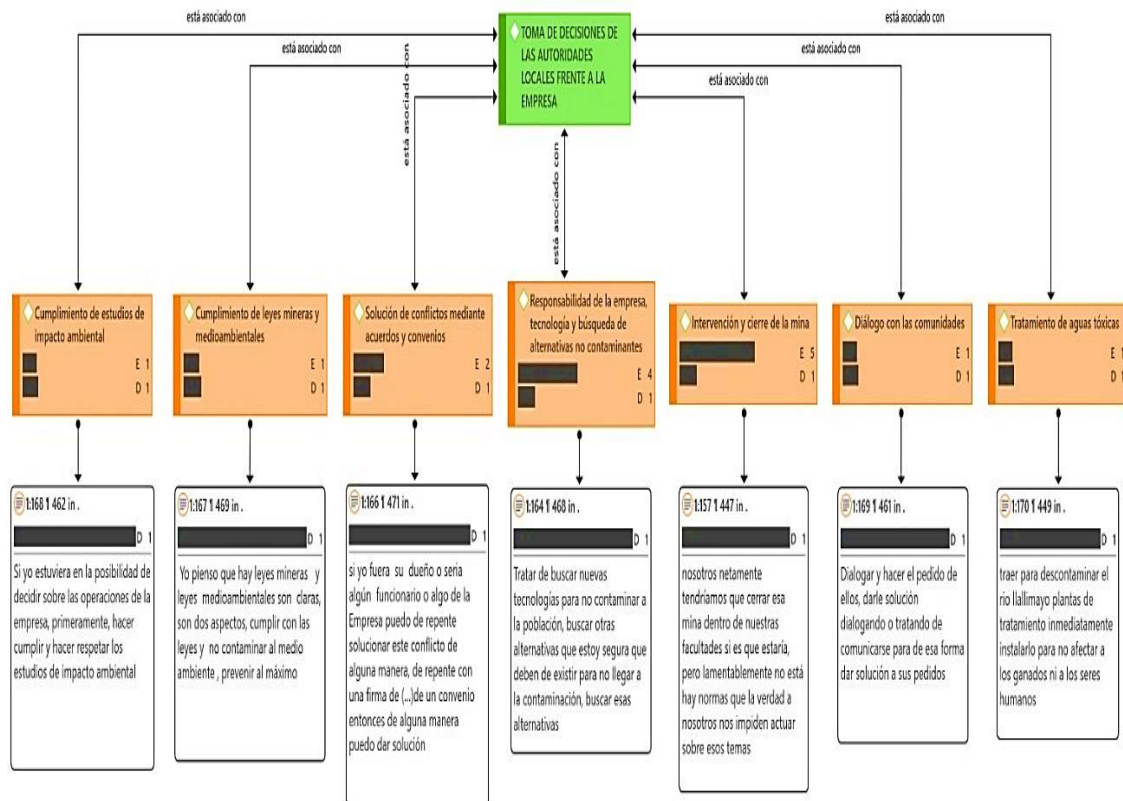 está asociado con
está asociado con
está asociado con
está asociado con
está asociado con
está asociado con
está asociado con
TOMA DE DECISIONES DE
LAS AUTORIDADES
LOCALES FRENTE A LA
EMPRESA
Cumplimiento de estudios de
impacto ambiental
E 1
D 1
Cumplimiento de leyes mineras y
medioambientales
E 1
D 1
Solución de conflictos mediante
acuerdos y convenios
E 2
D 1
Responsabilidad de la empresa,
tecnología y búsqueda de
alternativas no contaminantes
E 4
D 1
Intervención y cierre de la mina
E 5
D 1
Diálogo con las comunidades
E 1
D 1
Tratamiento de aguas tóxicas
E 1
D 1
1:168 ¶ 462 in .
D 1
Si yo estuviera en la posibilidad de
decidir sobre las operaciones de la
empresa, primeramente, hacer
cumplir y hacer respetar los
estudios de impacto ambiental
1:167 ¶ 469 in .
D 1
Yo pienso que hay leyes mineras y
leyes medioambientales son claras,
son dos aspectos, cumplir con las
leyes y no contaminar al medio
ambiente , prevenir al máximo
1:166 ¶ 471 in .
D 1
si yo fuera su dueño o seria
algún funcionario o algo de la
Empresa puedo de repente
solucionar este conflicto de
alguna manera, de repente con
una firma de (...)de un convenio
entonces de alguna manera
puedo dar solución
1:164 ¶ 468 in .
D 1
Tratar de buscar nuevas
tecnologías para no contaminar a
la población, buscar otras
alternativas que estoy segura que
deben de existir para no llegar a
la contaminación, buscar esas
alternativas
1:157 ¶ 447 in .
D 1
nosotros netamente
tendríamos que cerrar esa
mina dentro de nuestras
facultades si es que estaría,
pero lamentablemente no está
hay normas que la verdad a
nosotros nos impiden actuar
sobre esos temas
1:169 ¶ 461 in .
D 1
Dialogar y hacer el pedido de
ellos, darle solución
dialogando o tratando de
comunicarse para de esa forma
dar solución a sus pedidos
1:170 ¶ 449 in .
D 1
traer para descontaminar el
rio llallimayo plantas de
tratamiento inmediatamente
instalarlo para no afectar a
los ganados ni a los seres
humanos